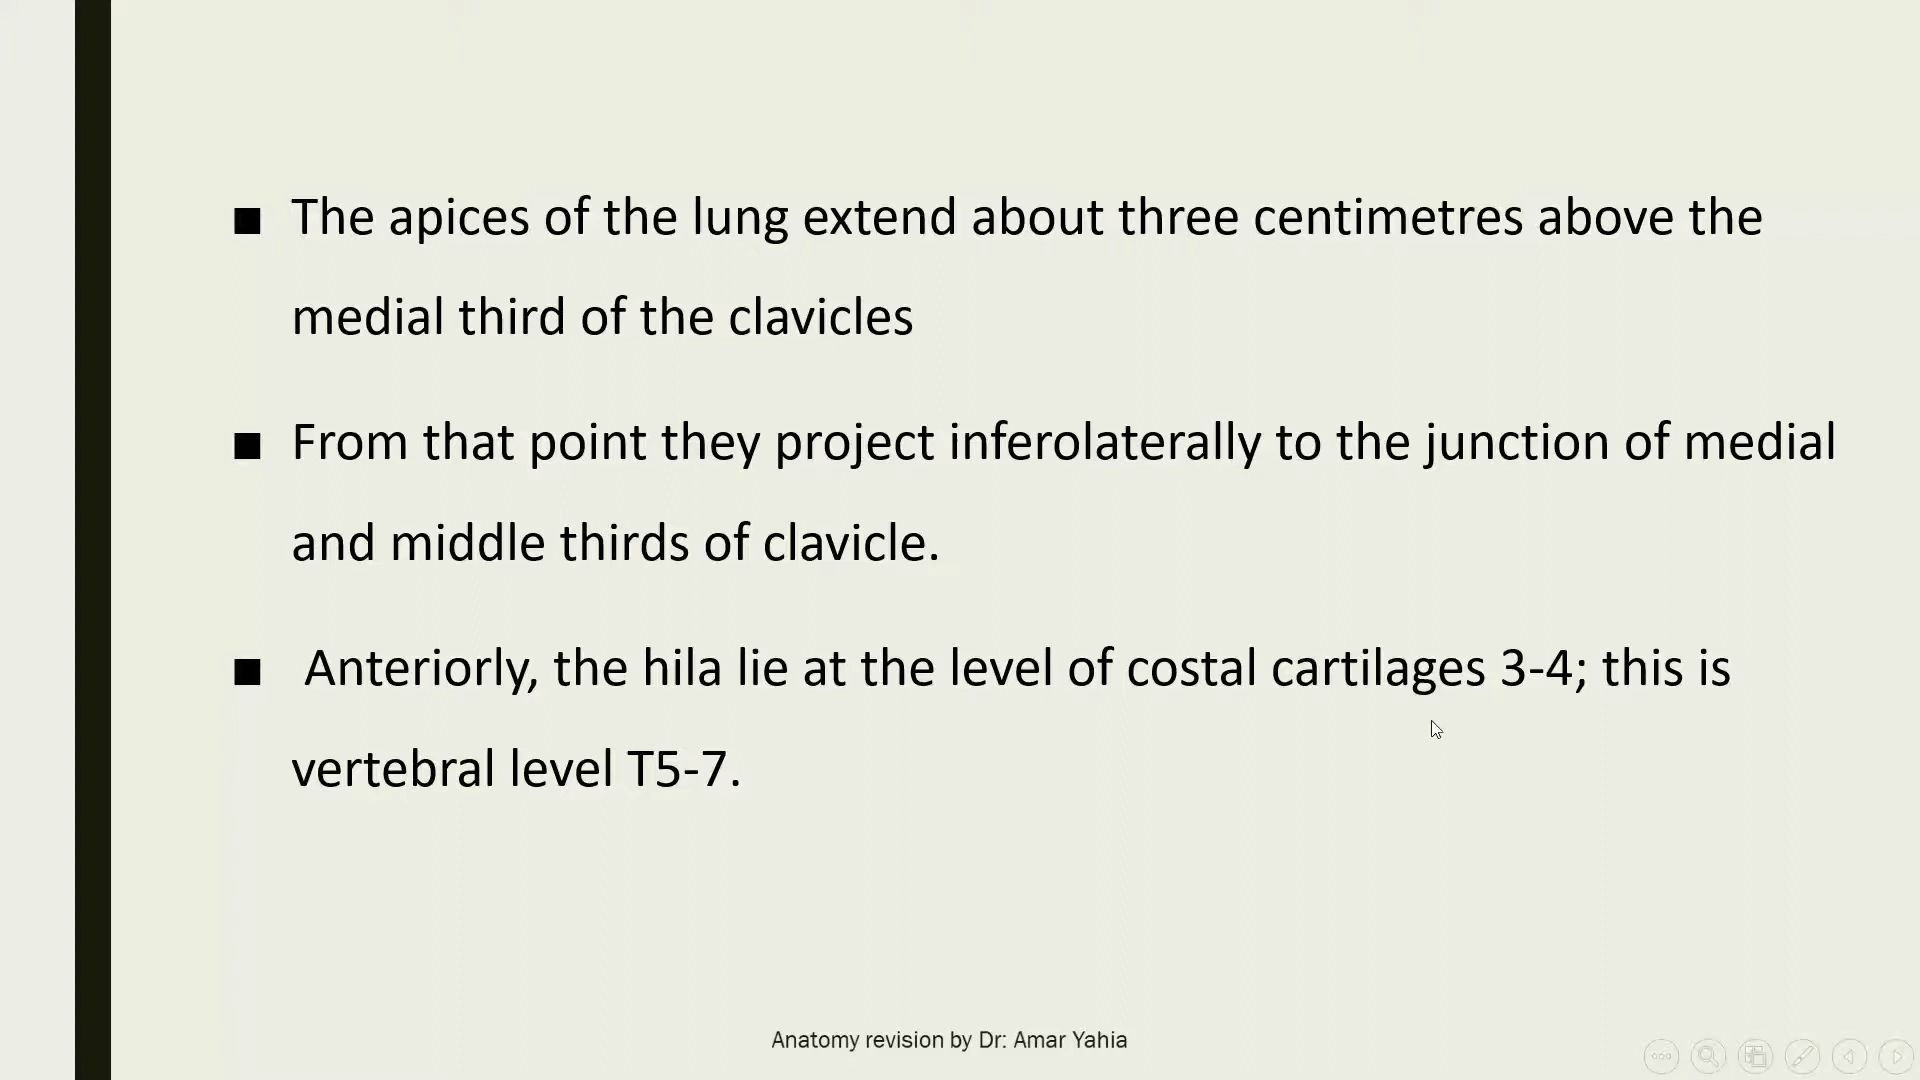 ■ The apices of the lung extend about three centimetres above the
medial third of the clavicles
■ From that point they project inferolaterally to the junction of medial
and middle thirds of clavicle.
■ Anteriorly, the hila lie at the level of costal cartilages 3-4; this is
vertebral level T5-7.
Anatomy revision by Dr: Amar Yahia